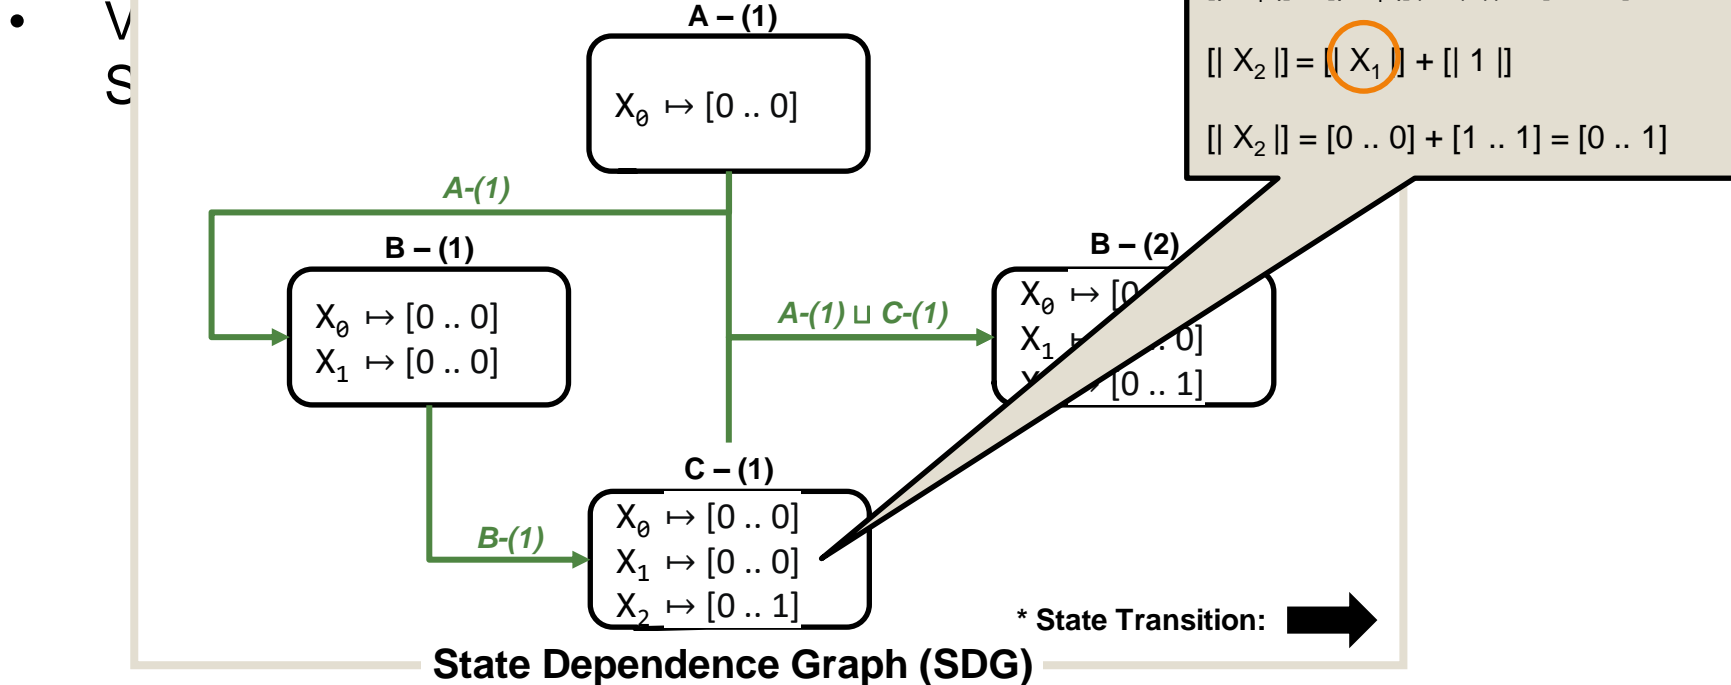 •
A – (1)
X₀ ↦ [0 .. 0]
[| X₂ |] = [| X₁ |] + [| 1 |]
[| X₂ |] = [0 .. 0] + [1 .. 1] = [0 .. 1]
A-(1)
B – (1)
X₀ ↦ [0 .. 0]
X₁ ↦ [0 .. 0]
A-(1) ⊔ C-(1)
B – (2)
X₀ ↦ [0
X₁ 0]
[0 .. 1]
B-(1)
C – (1)
X₀ ↦ [0 .. 0]
X₁ ↦ [0 .. 0]
X₂ ↦ [0 .. 1]
* State Transition:
State Dependence Graph (SDG)